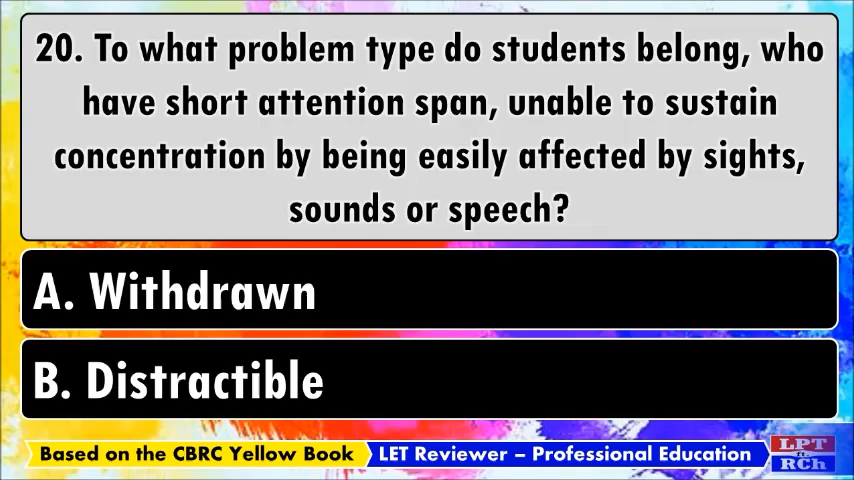 20. To what problem type do students belong, who
have short attention span, unable to sustain
concentration by being easily affected by sights,
sounds or speech?
A. Withdrawn
B. Distractible
Based on the CBRC Yellow Book LET Reviewer – Professional Education
LPT
RCh